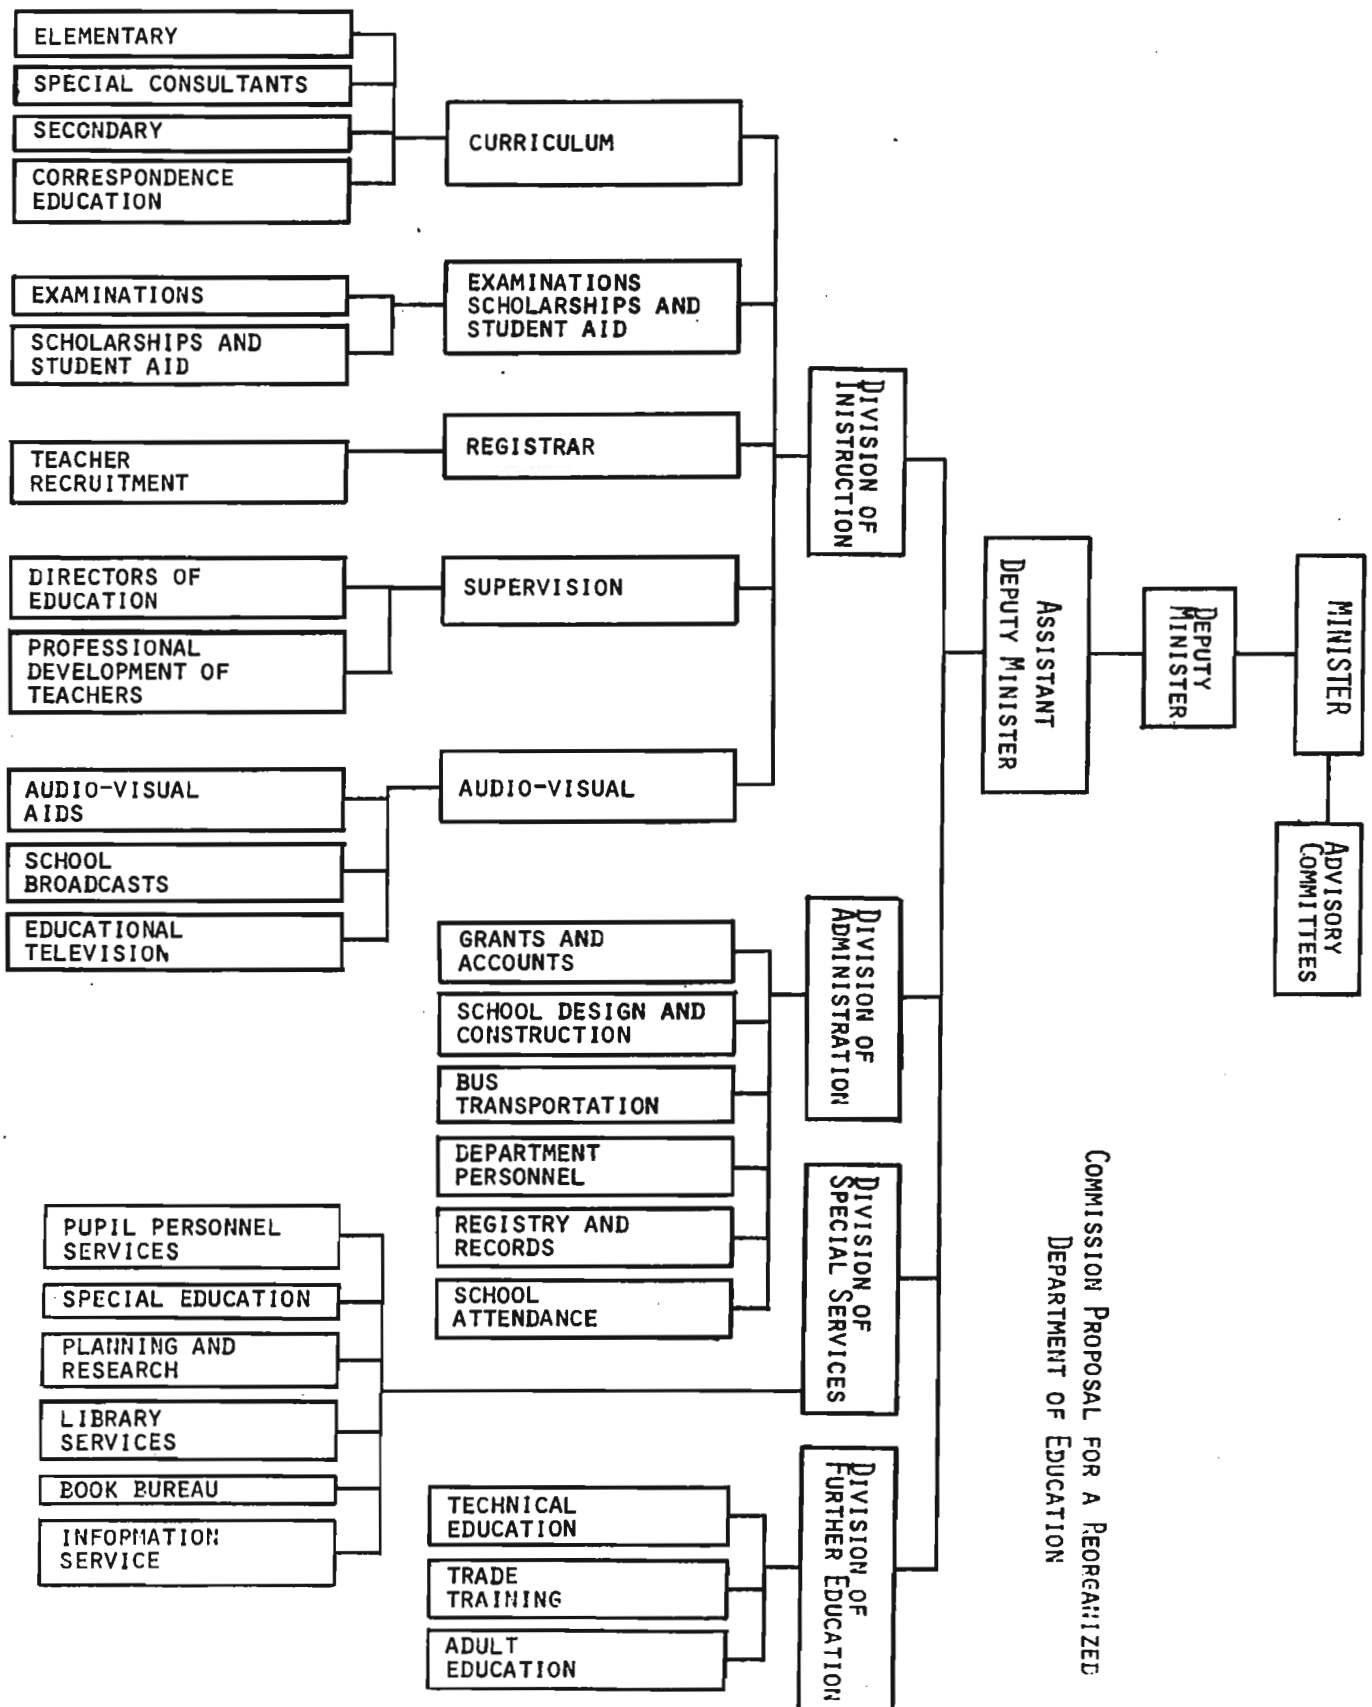 COMMISSION PROPOSAL FOR A REORGANIZED
DEPARTMENT OF EDUCATION
MINISTER
ADVISORY
COMMITTEES
DEPUTY
MINISTER
ASSISTANT
DEPUTY MINISTER
DIVISION OF
INISTRUCTION
CURRICULUM
ELEMENTARY
SPECIAL CONSULTANTS
SECONDARY
CORRESPONDENCE
EDUCATION
EXAMINATIONS
SCHOLARSHIPS AND
STUDENT AID
EXAMINATIONS
SCHOLARSHIPS AND
STUDENT AID
REGISTRAR
TEACHER
RECRUITMENT
SUPERVISION
DIRECTORS OF
EDUCATION
PROFESSIONAL
DEVELOPMENT OF
TEACHERS
AUDIO-VISUAL
AUDIO-VISUAL
AIDS
SCHOOL
BROADCASTS
EDUCATIONAL
TELEVISION
DIVISION OF
ADMINISTRATION
GRANTS AND
ACCOUNTS
SCHOOL DESIGN AND
CONSTRUCTION
BUS
TRANSPORTATION
DEPARTMENT
PERSONNEL
REGISTRY AND
RECORDS
SCHOOL
ATTENDANCE
DIVISION OF
SPECIAL SERVICES
PUPIL PERSONNEL
SERVICES
SPECIAL EDUCATION
PLANNING AND
RESEARCH
LIBRARY
SERVICES
BOOK BUREAU
INFORMATION
SERVICE
DIVISION OF
FURTHER EDUCATION
TECHNICAL
EDUCATION
TRADE
TRAINING
ADULT
EDUCATION